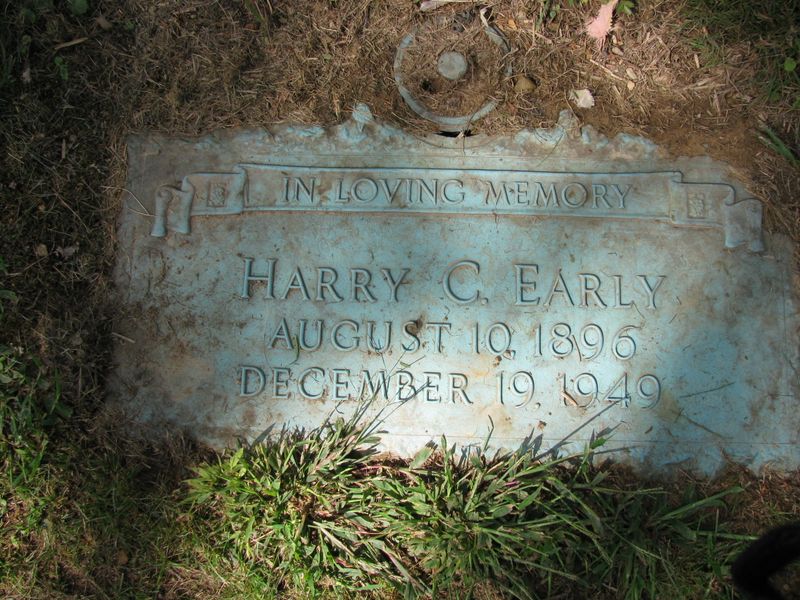 IN LOVING MEMORY
HARRY C. EARLY
AUGUST 10, 1896
DECEMBER 19, 1949